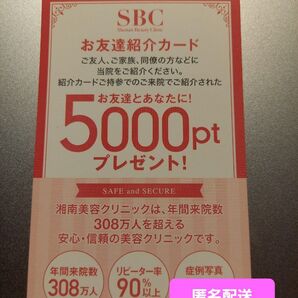 SBC
Shonan Beauty Clinic
お友達紹介カード
ご友人、ご家族、同僚の方などに
当院をご紹介ください。
紹介カードご持参でのご来院でご紹介された
お友達とあなたに!
5000pt
プレゼント!
SAFE and SECURE
湘南美容クリニックは、年間来院数
308万人を超える
安心・信頼の美容クリニックです。
年間来院数
308万人
リピーター率
90%以上
症例写真
匿名配送